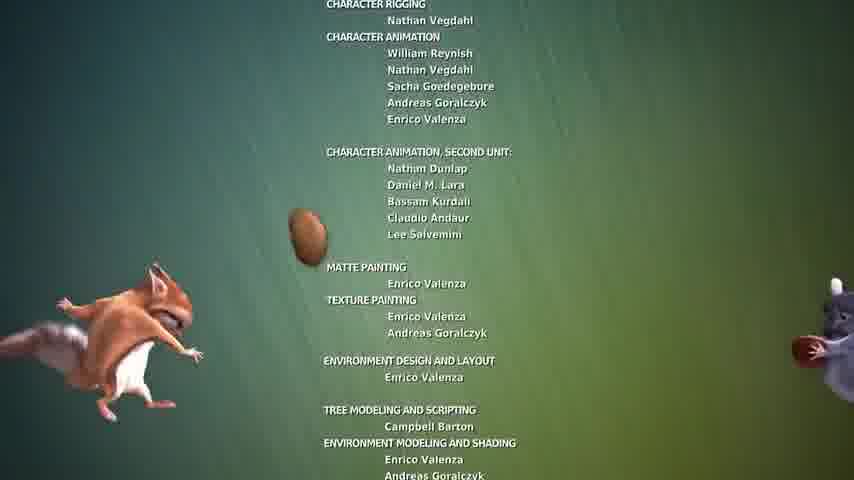 CHARACTER RIGGING
Nathan Vegdahl
CHARACTER ANIMATION
William Reynish
Nathan Vegdahl
Sacha Goedegebure
Andreas Goralczyk
Enrico Valenza
CHARACTER ANIMATION, SECOND UNIT:
Nathan Dunlap
Daniel M. Lara
Bassam Kurdali
Claudio Andaur
Lee Salvemini
MATTE PAINTING
Enrico Valenza
TEXTURE PAINTING
Enrico Valenza
Andreas Goralczyk
ENVIRONMENT DESIGN AND LAYOUT
Enrico Valenza
TREE MODELING AND SCRIPTING
Campbell Barton
ENVIRONMENT MODELING AND SHADING
Enrico Valenza
Andreas Goralczyk